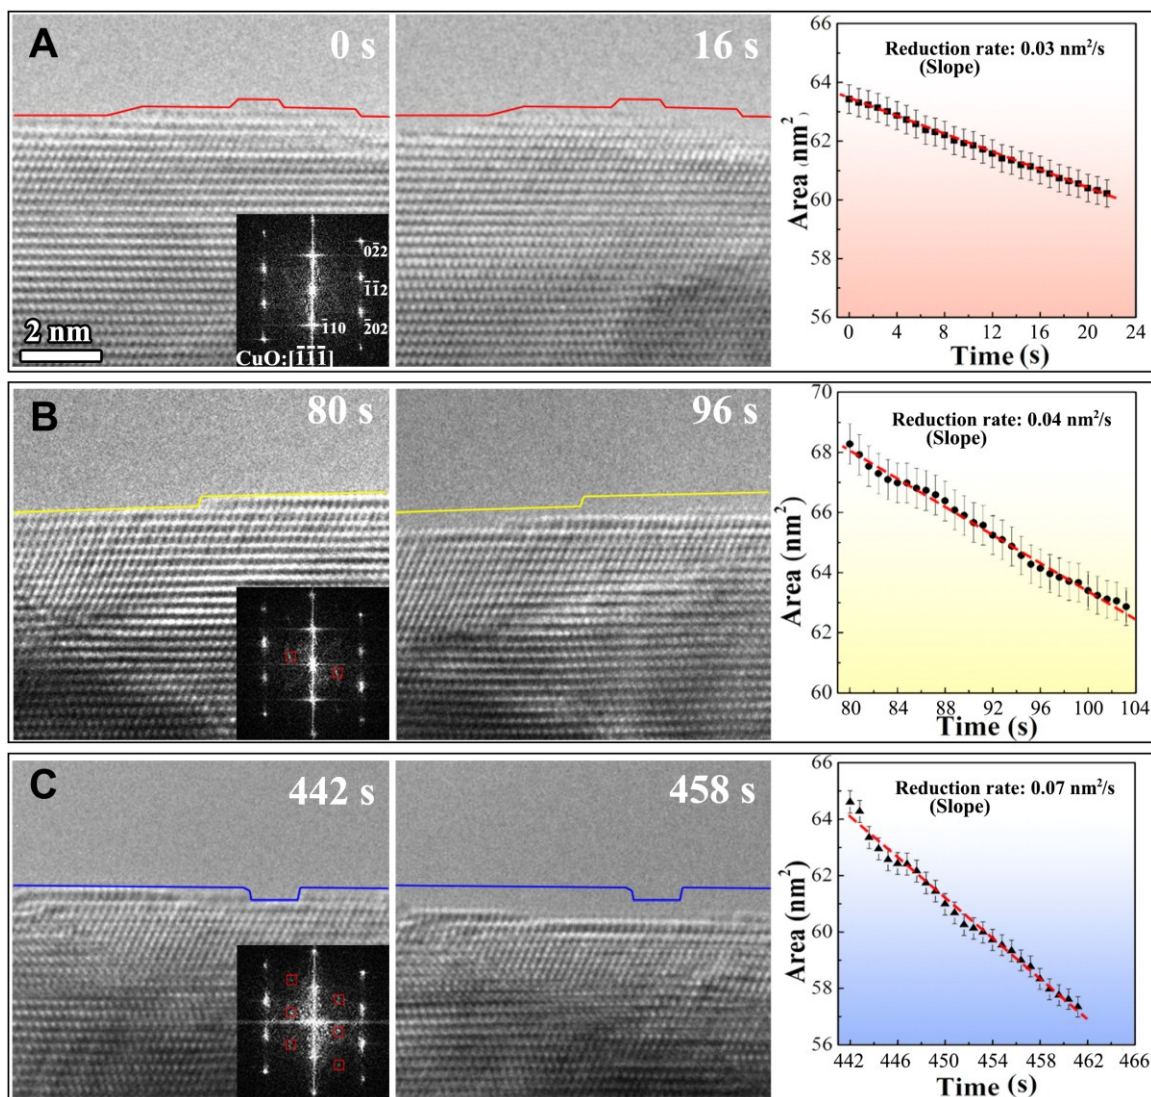 A
0 s
16 s
02̄2
1̄1̄2
2̄02
1̄10
CuO:[1̄1̄1̄]
2 nm
Reduction rate: 0.03 nm²/s
(Slope)
Area (nm²)
66
64
62
60
58
56
0 4 8 12 16 20 24
Time (s)
B
80 s
96 s
Reduction rate: 0.04 nm²/s
(Slope)
Area (nm²)
70
68
66
64
62
60
80 84 88 92 96 100 104
Time (s)
C
442 s
458 s
Reduction rate: 0.07 nm²/s
(Slope)
Area (nm²)
66
64
62
60
58
56
442 446 450 454 458 462 466
Time (s)